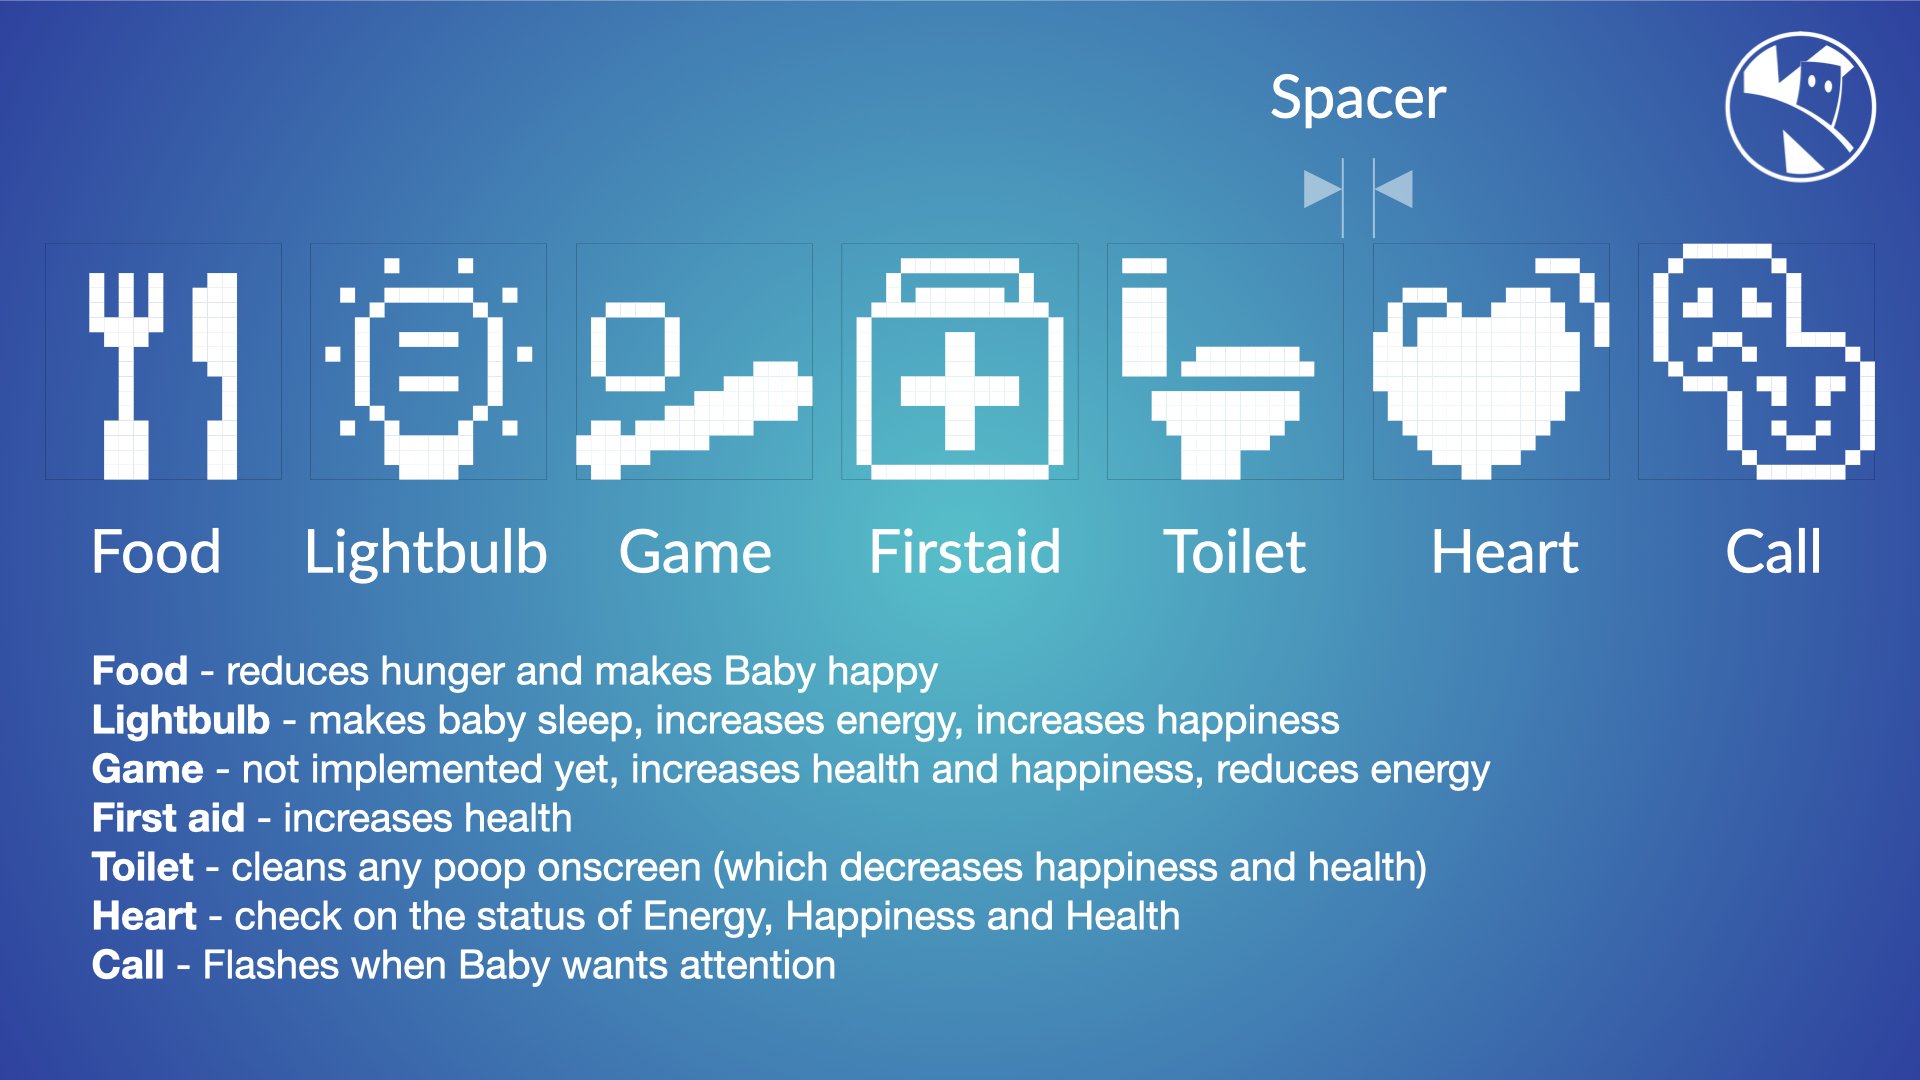 Spacer
Food Lightbulb Game Firstaid Toilet Heart Call
Food - reduces hunger and makes Baby happy
Lightbulb - makes baby sleep, increases energy, increases happiness
Game - not implemented yet, increases health and happiness, reduces energy
First aid - increases health
Toilet - cleans any poop onscreen (which decreases happiness and health)
Heart - check on the status of Energy, Happiness and Health
Call - Flashes when Baby wants attention